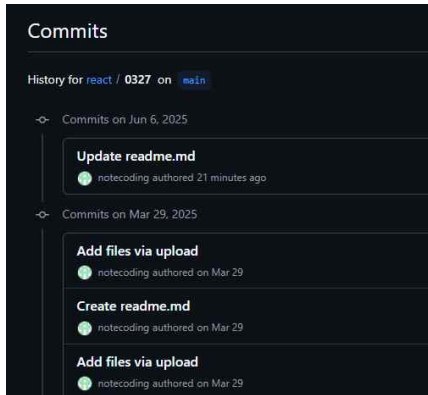 Commits
History for react / 0327 on main
Commits on Jun 6, 2025
Update readme.md
notecoding authored 21 minutes ago
Commits on Mar 29, 2025
Add files via upload
notecoding authored on Mar 29
Create readme.md
notecoding authored on Mar 29
Add files via upload
notecoding authored on Mar 29